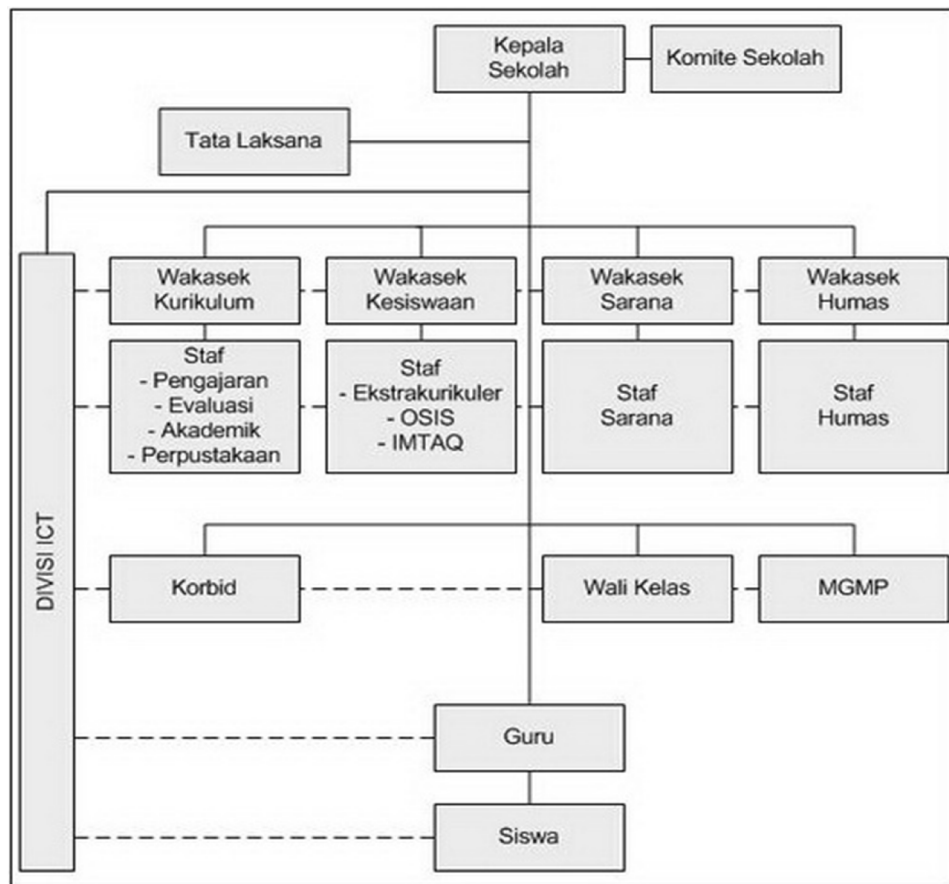 Kepala
Sekolah
Komite Sekolah
Tata Laksana
DIVISI ICT
Wakasek
Kurikulum
Wakasek
Kesiswaan
Wakasek
Sarana
Wakasek
Humas
Staf
- Pengajaran
- Evaluasi
- Akademik
- Perpustakaan
Staf
- Ekstrakurikuler
- OSIS
- IMTAQ
Staf
Sarana
Staf
Humas
Korbid
Wali Kelas
MGMP
Guru
Siswa